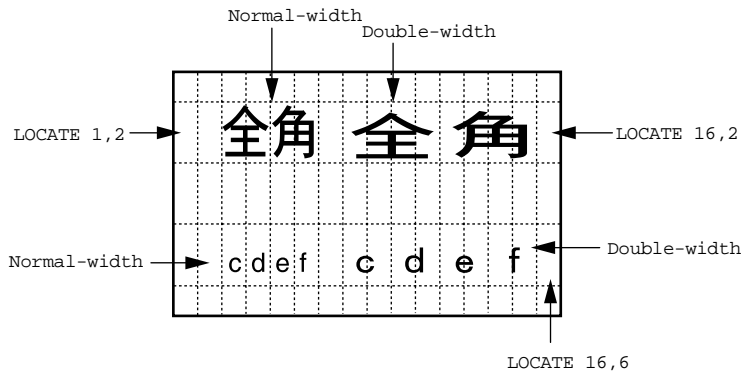 Normal-width
Double-width
LOCATE 1,2
全角 全角
LOCATE 16,2
Normal-width
cdef c d e f
Double-width
LOCATE 16,6